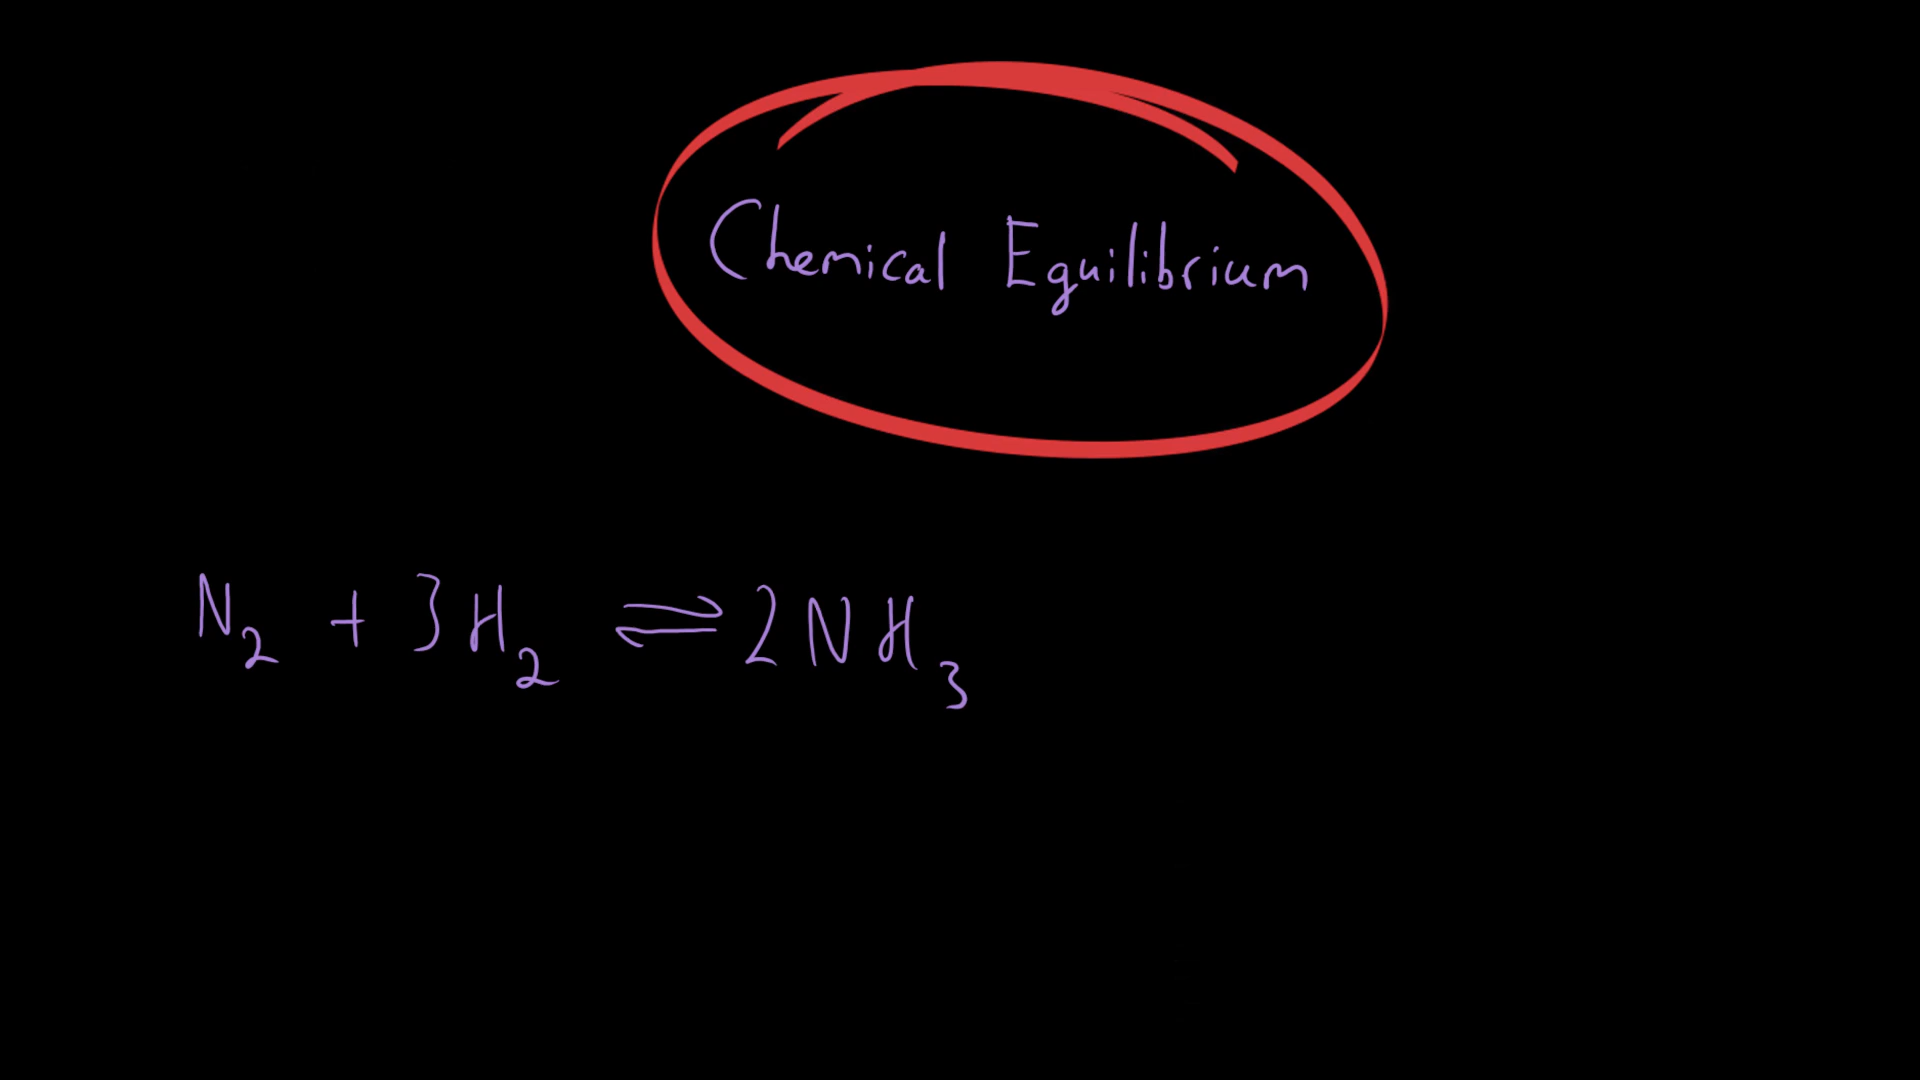 Chemical Equilibrium
N₂ + 3H₂ ⇌ 2NH₃